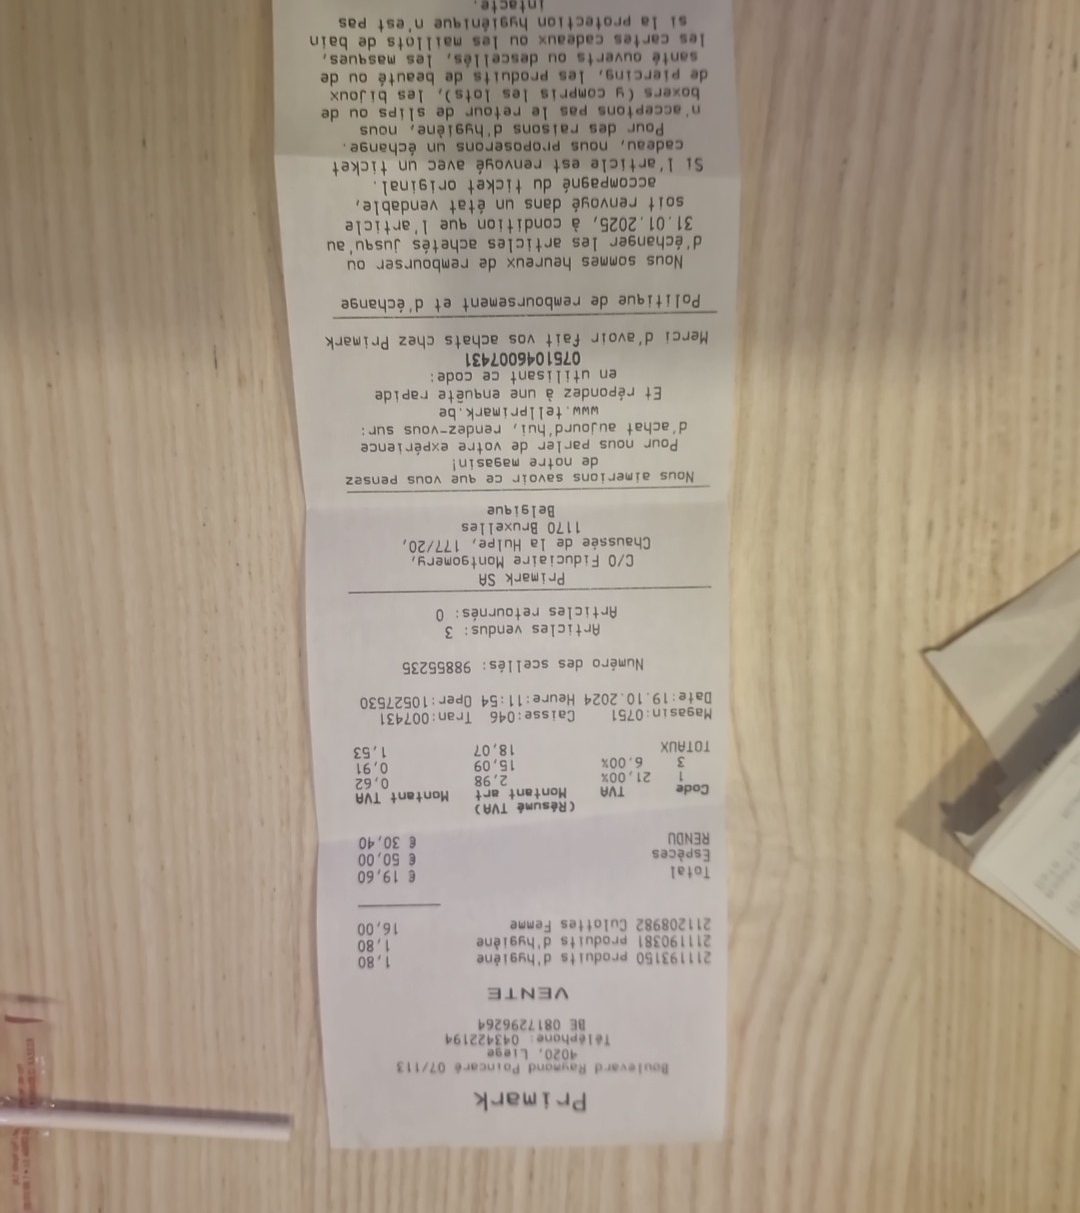 Primark
Boulevard Raymond Poincaré 07/113
4020, Liege
Téléphone: 043422194
BE 0817296264
VENTE
211193150 produits d'hygiène 1,80
211190381 produits d'hygiène 1,80
211208982 Culottes Femme 16,00
Total € 19,60
Espèces € 50,00
RENDU € 30,40
(Résumé TVA)
Code TVA Montant art Montant TVA
1 21,00% 2,98 0,62
3 6,00% 15,09 0,91
TOTAUX 18,07 1,53
Magasin:0751 Caisse:046 Tran:007431
Date:19.10.2024 Heure:11:54 Oper:10527530
Numéro des scellés: 98855235
Articles vendus: 3
Articles retournés: 0
Primark SA
C/O Fiduciaire Montgomery,
Chaussée de la Hulpe, 177/20,
1170 Bruxelles
Belgique
Nous aimerions savoir ce que vous pensez
de notre magasin!
Pour nous parler de votre expérience
d'achat aujourd'hui, rendez-vous sur:
www.tellprimark.be
Et répondez à une enquête rapide
en utilisant ce code:
0751046007431
Merci d'avoir fait vos achats chez Primark
Politique de remboursement et d'échange
Nous sommes heureux de rembourser ou
d'échanger les articles achetés jusqu'au
31.01.2025, à condition que l'article
soit renvoyé dans un état vendable,
accompagné du ticket original.
Si l'article est renvoyé avec un ticket
cadeau, nous proposerons un échange.
Pour des raisons d'hygiène, nous
n'acceptons pas le retour de slips ou de
boxers (y compris les lots), les bijoux
de piercing, les produits de beauté ou de
santé ouverts ou descellés, les masques,
les cartes cadeaux ou les maillots de bain
si la protection hygiénique n'est pas
intacte.